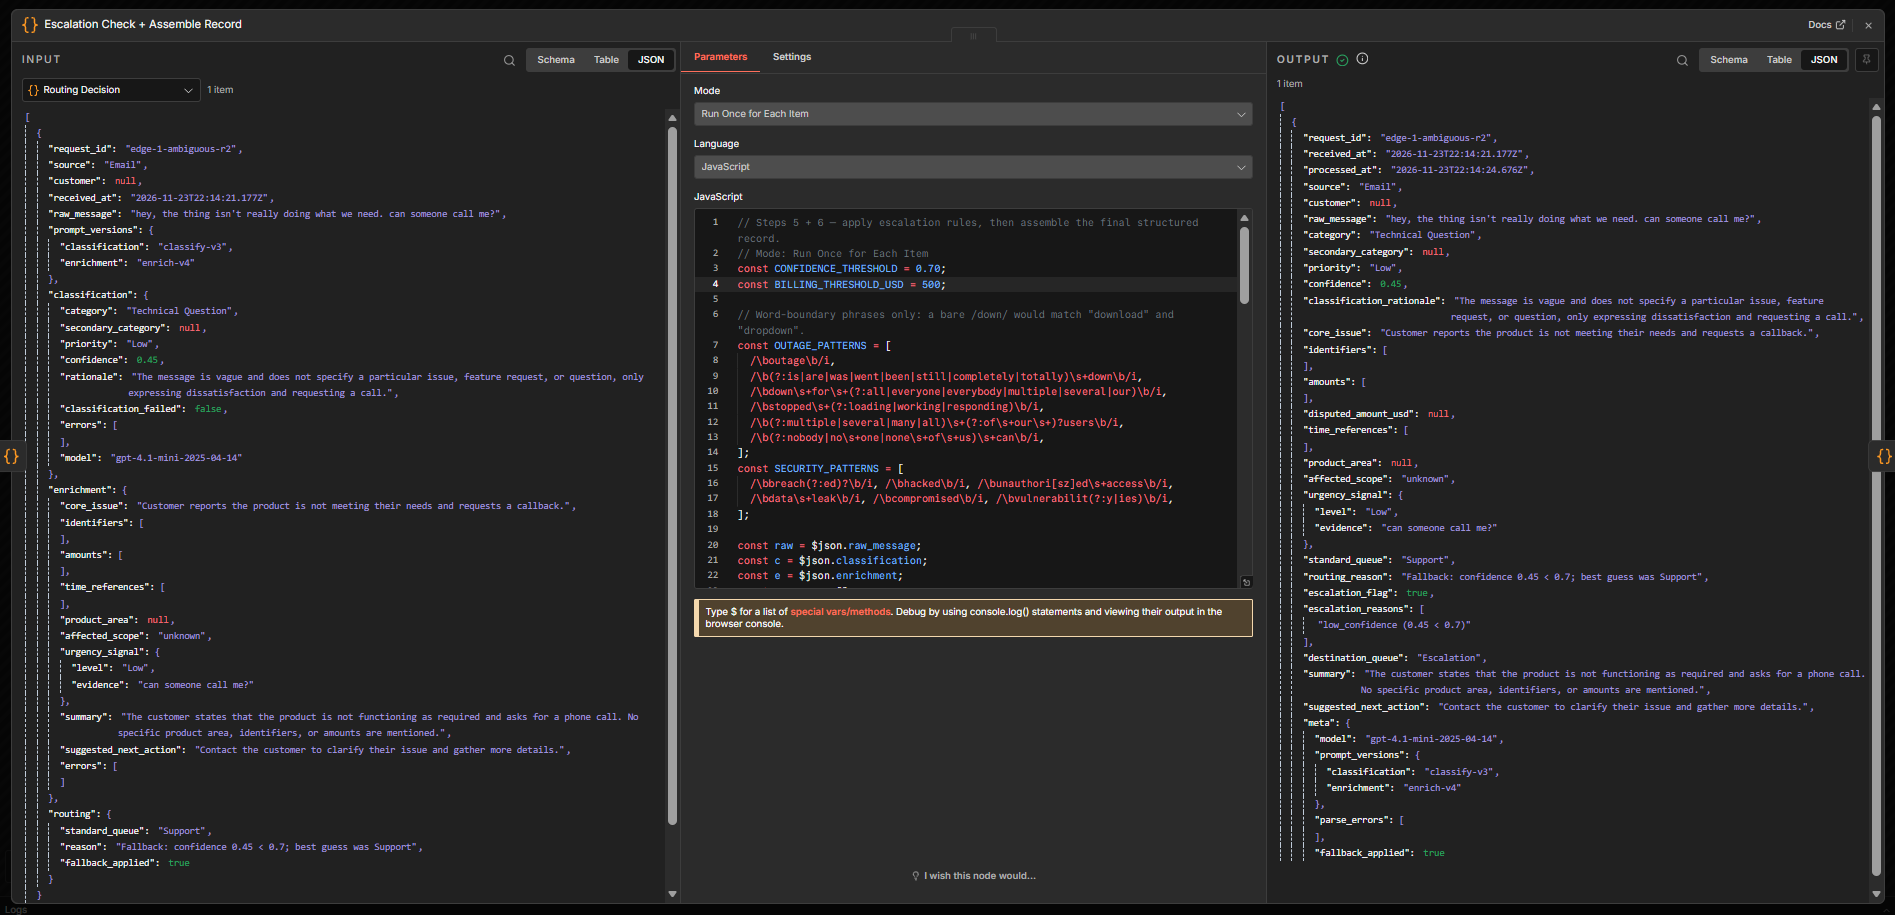 {} Escalation Check + Assemble Record
Docs
INPUT
Schema
Table
JSON
{} Routing Decision
1 item
[
{
"request_id": "edge-1-ambiguous-r2",
"source": "Email",
"customer": null,
"received_at": "2026-11-23T22:14:21.177Z",
"raw_message": "hey, the thing isn't really doing what we need. can someone call me?",
"prompt_versions": {
"classification": "classify-v3",
"enrichment": "enrich-v4"
},
"classification": {
"category": "Technical Question",
"secondary_category": null,
"priority": "Low",
"confidence": 0.45,
"rationale": "The message is vague and does not specify a particular issue, feature request, or question, only
expressing dissatisfaction and requesting a call.",
"classification_failed": false,
"errors": [
],
"model": "gpt-4.1-mini-2025-04-14"
},
"enrichment": {
"core_issue": "Customer reports the product is not meeting their needs and requests a callback.",
"identifiers": [
],
"amounts": [
],
"time_references": [
],
"product_area": null,
"affected_scope": "unknown",
"urgency_signal": {
"level": "Low",
"evidence": "can someone call me?"
},
"summary": "The customer states that the product is not functioning as required and asks for a phone call. No
specific product area, identifiers, or amounts are mentioned.",
"suggested_next_action": "Contact the customer to clarify their issue and gather more details.",
"errors": [
]
},
"routing": {
"standard_queue": "Support",
"reason": "Fallback: confidence 0.45 < 0.7; best guess was Support",
"fallback_applied": true
}
}
Logs
Parameters
Settings
Mode
Run Once for Each Item
Language
JavaScript
JavaScript
1 // Steps 5 + 6 — apply escalation rules, then assemble the final structured
record.
2 // Mode: Run Once for Each Item
3 const CONFIDENCE_THRESHOLD = 0.70;
4 const BILLING_THRESHOLD_USD = 500;
5
6 // Word-boundary phrases only: a bare /down/ would match "download" and
"dropdown".
7 const OUTAGE_PATTERNS = [
8 /\boutage\b/i,
9 /\b(?:is|are|was|went|been|still|completely|totally)\s+down\b/i,
10 /\bdown\s+for\s+(?:all|everyone|everybody|multiple|several|our)\b/i,
11 /\bstopped\s+(?:loading|working|responding)\b/i,
12 /\b(?:multiple|several|many|all)\s+(?:of\s+our\s+)?users\b/i,
13 /\b(?:nobody|no\s+one|none\s+of\s+us)\s+can\b/i,
14 ];
15 const SECURITY_PATTERNS = [
16 /\bbreach(?:ed)?\b/i, /\bhacked\b/i, /\bunauthori[sz]ed\s+access\b/i,
17 /\bdata\s+leak\b/i, /\bcompromised\b/i, /\bvulnerabilit(?:y|ies)\b/i,
18 ];
19
20 const raw = $json.raw_message;
21 const c = $json.classification;
22 const e = $json.enrichment;
Type $ for a list of special vars/methods. Debug by using console.log() statements and viewing their output in the
browser console.
I wish this node would...
OUTPUT
Schema
Table
JSON
1 item
[
{
"request_id": "edge-1-ambiguous-r2",
"received_at": "2026-11-23T22:14:21.177Z",
"processed_at": "2026-11-23T22:14:24.676Z",
"source": "Email",
"customer": null,
"raw_message": "hey, the thing isn't really doing what we need. can someone call me?",
"category": "Technical Question",
"secondary_category": null,
"priority": "Low",
"confidence": 0.45,
"classification_rationale": "The message is vague and does not specify a particular issue, feature
request, or question, only expressing dissatisfaction and requesting a call.",
"core_issue": "Customer reports the product is not meeting their needs and requests a callback.",
"identifiers": [
],
"amounts": [
],
"disputed_amount_usd": null,
"time_references": [
],
"product_area": null,
"affected_scope": "unknown",
"urgency_signal": {
"level": "Low",
"evidence": "can someone call me?"
},
"standard_queue": "Support",
"routing_reason": "Fallback: confidence 0.45 < 0.7; best guess was Support",
"escalation_flag": true,
"escalation_reasons": [
"low_confidence (0.45 < 0.7)"
],
"destination_queue": "Escalation",
"summary": "The customer states that the product is not functioning as required and asks for a phone call.
No specific product area, identifiers, or amounts are mentioned.",
"suggested_next_action": "Contact the customer to clarify their issue and gather more details.",
"meta": {
"model": "gpt-4.1-mini-2025-04-14",
"prompt_versions": {
"classification": "classify-v3",
"enrichment": "enrich-v4"
},
"parse_errors": [
],
"fallback_applied": true